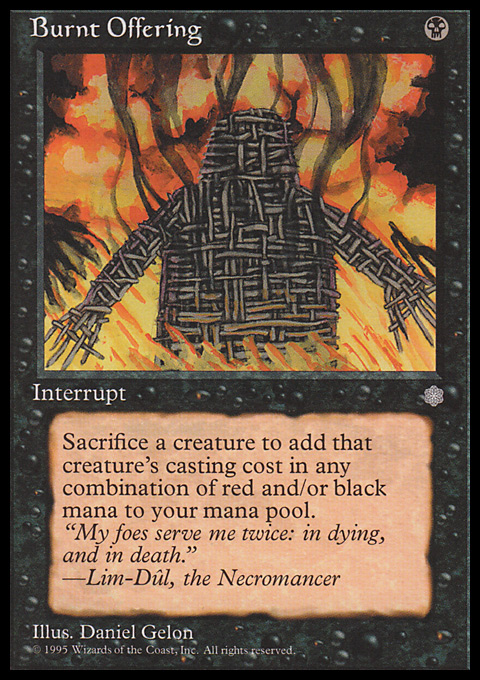 Burnt Offering
Interrupt
Sacrifice a creature to add that
creature's casting cost in any
combination of red and/or black
mana to your mana pool.
“My foes serve me twice: in dying,
and in death.”
—Lim-Dûl, the Necromancer
Illus. Daniel Gelon
© 1995 Wizards of the Coast, Inc. All rights reserved.